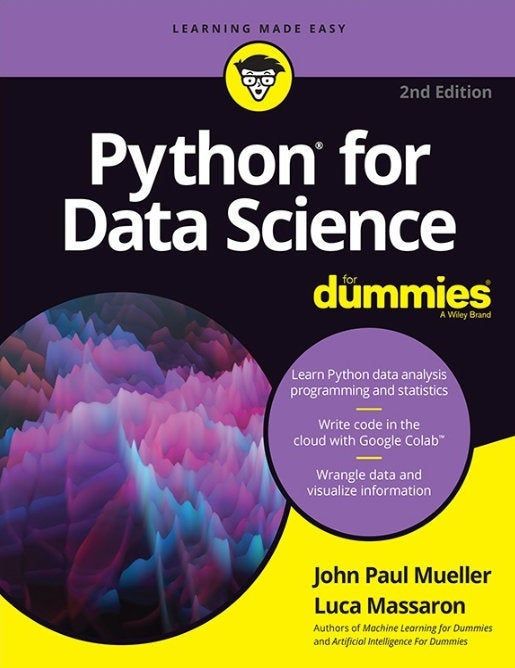 LEARNING MADE EASY
2nd Edition
Python® for
Data Science
for
dummies®
A Wiley Brand
Learn Python data analysis
programming and statistics
Write code in the
cloud with Google Colab™
Wrangle data and
visualize information
John Paul Mueller
Luca Massaron
Authors of Machine Learning for Dummies
and Artificial Intelligence For Dummies